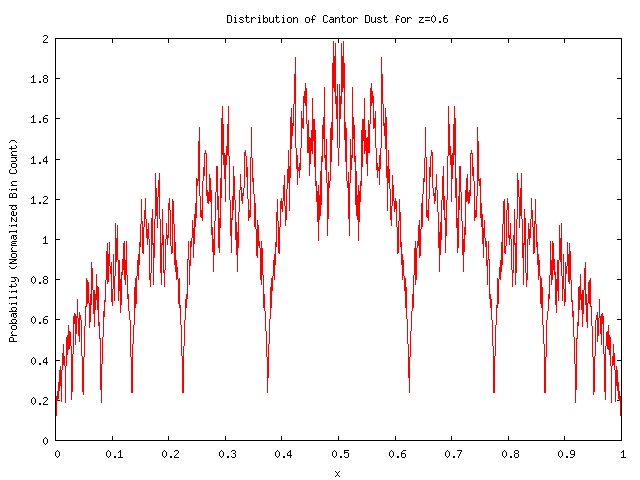 Distribution of Cantor Dust for z=0.6
Probability (Normalized Bin Count)
2
1.8
1.6
1.4
1.2
1
0.8
0.6
0.4
0.2
0
0 0.1 0.2 0.3 0.4 0.5 0.6 0.7 0.8 0.9 1
x